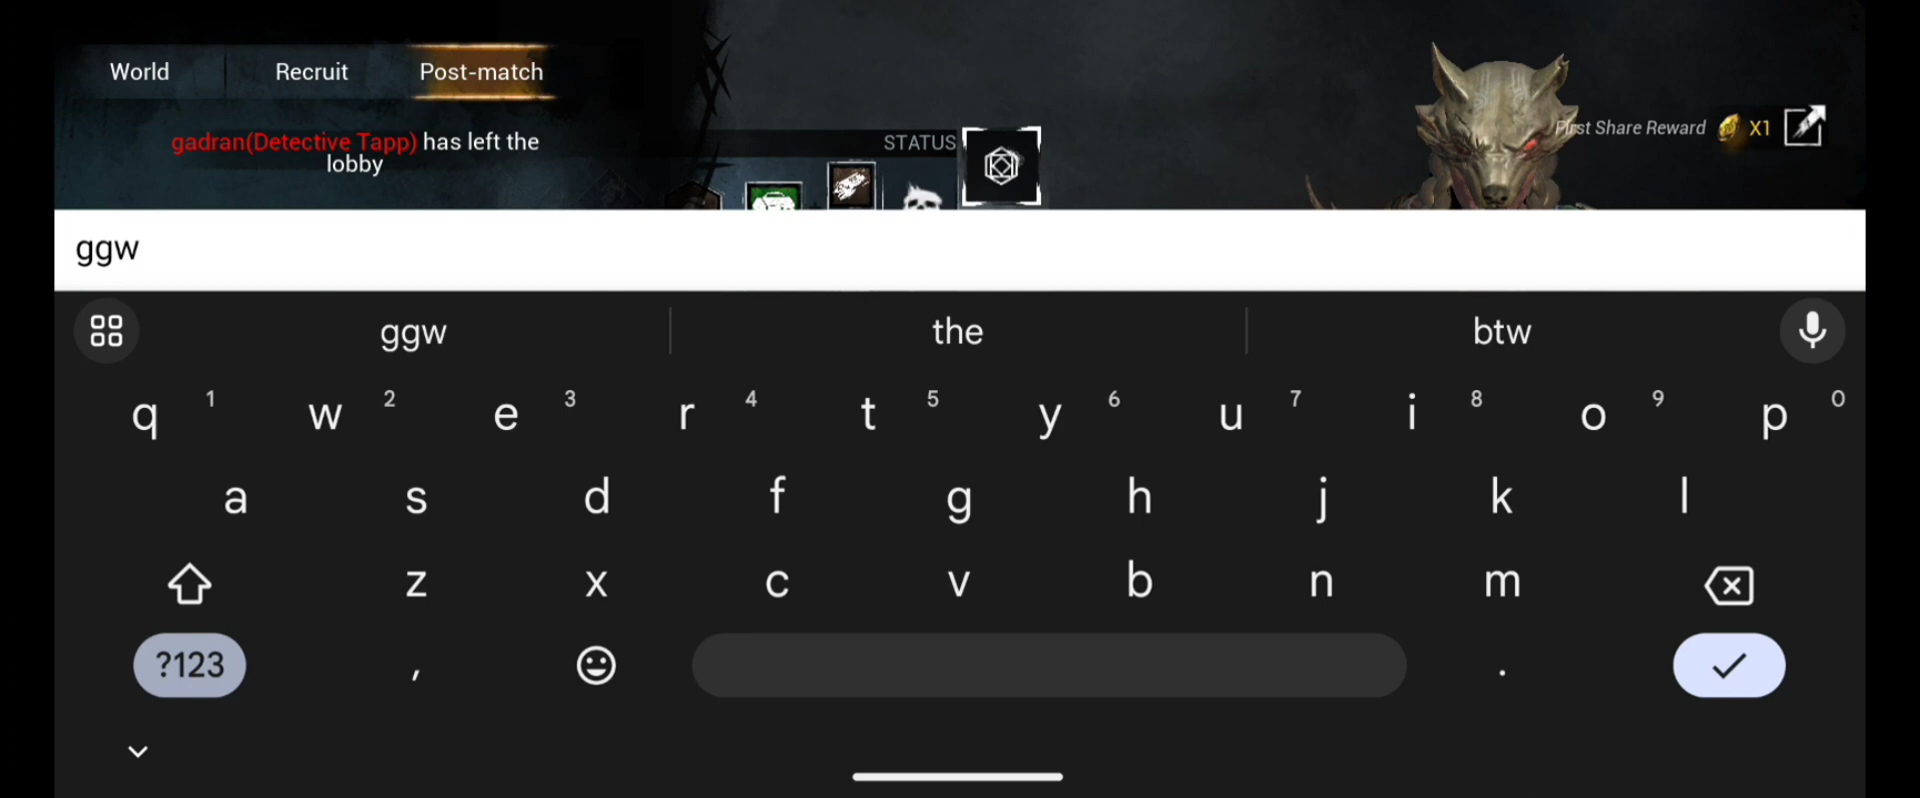 World Recruit Post-match
gadran(Detective Tapp) has left the
lobby
STATUS
First Share Reward X1
ggw
ggw the btw
q 1 w 2 e 3 r 4 t 5 y 6 u 7 i 8 o 9 p 0
a s d f g h j k l
z x c v b n m
?123 , .